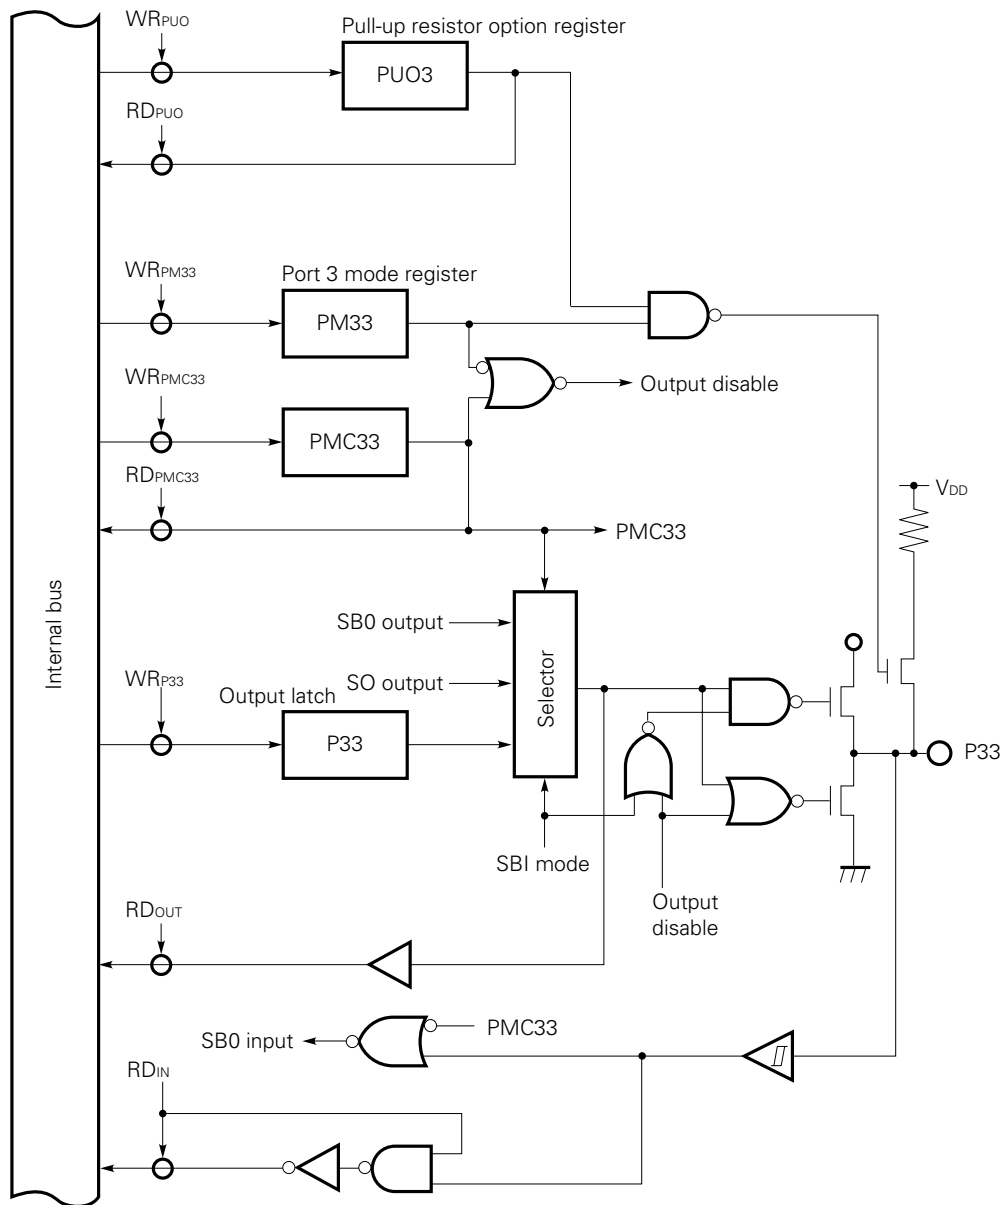 WRPUO
Pull-up resistor option register
PUO3
RDPUO
WRPM33
Port 3 mode register
PM33
WRPMC33
Output disable
PMC33
RDPMC33
VDD
PMC33
Internal bus
SB0 output
Selector
WRP33
SO output
Output latch
P33
P33
SBI mode
Output
disable
RDOUT
PMC33
SB0 input
RDIN